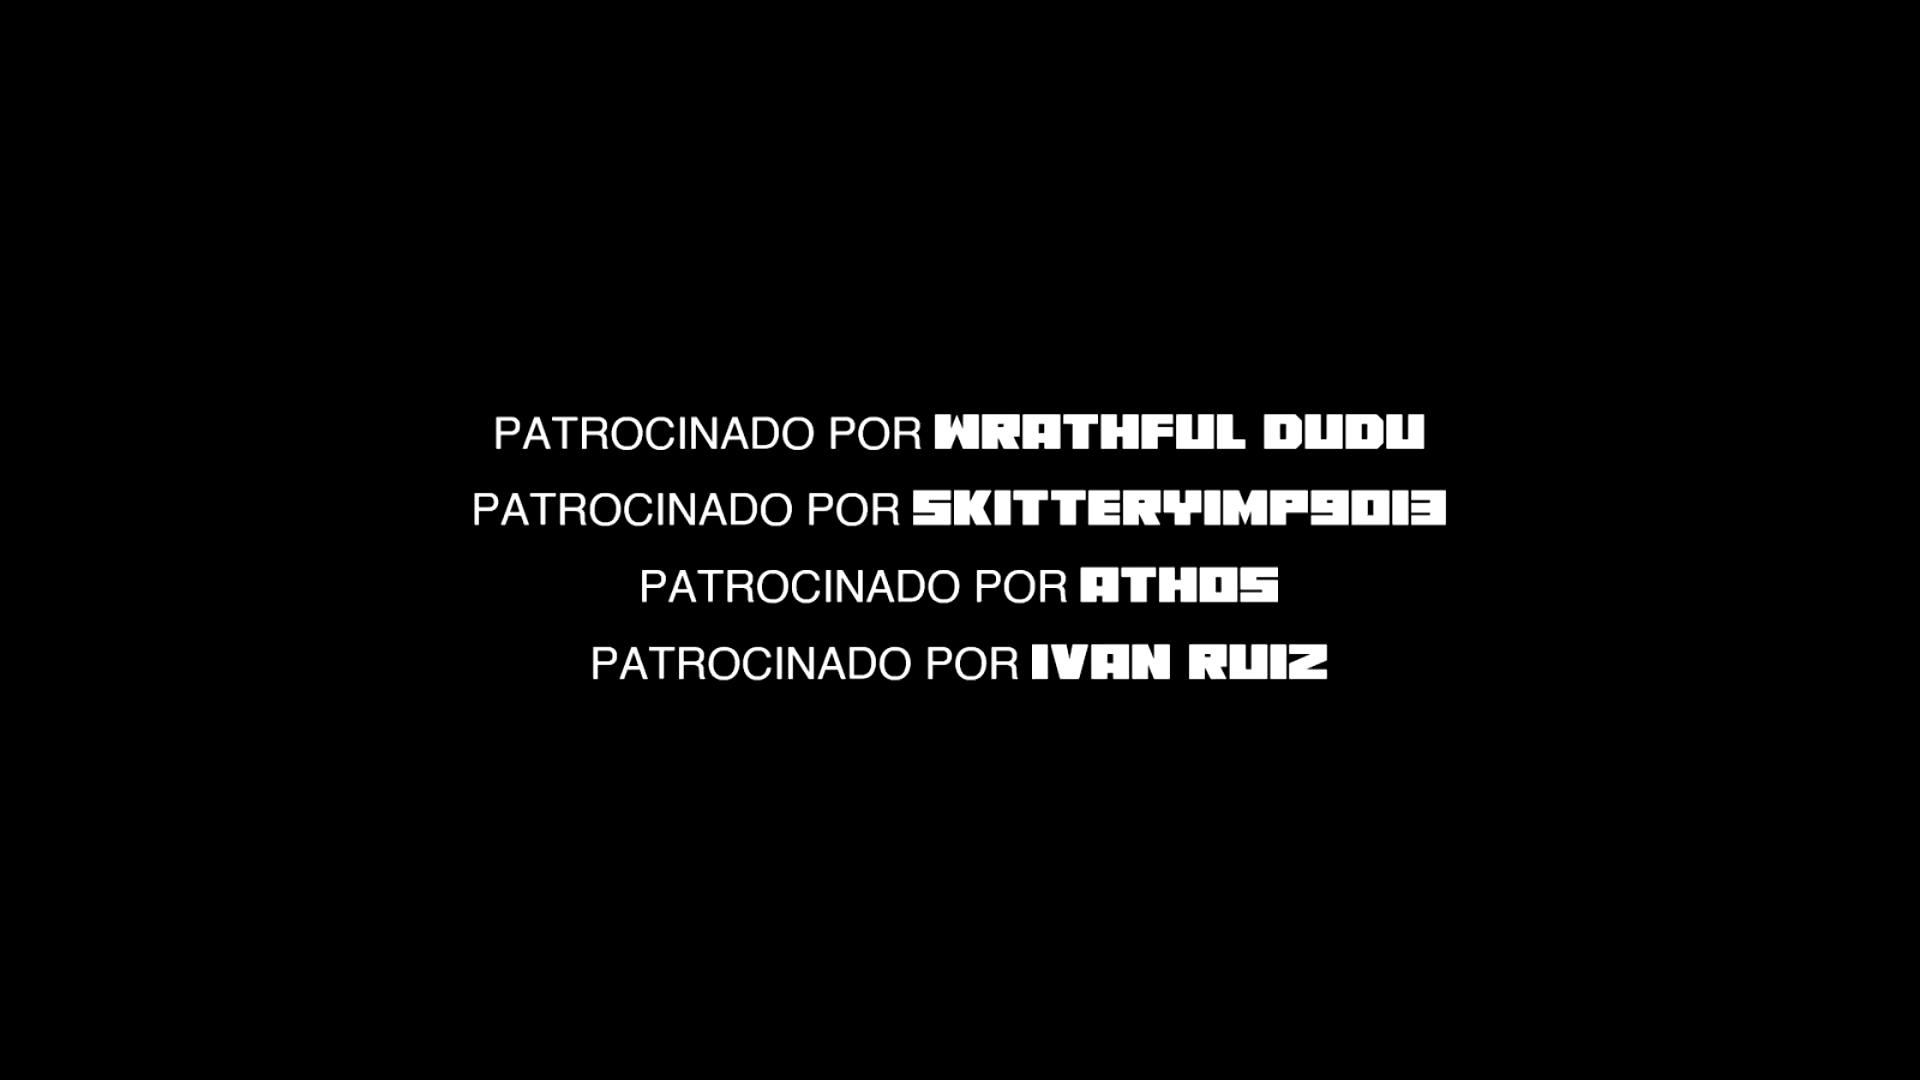 PATROCINADO POR WRATHFUL DUDU
PATROCINADO POR SKITTERYIMP9013
PATROCINADO POR ATHOS
PATROCINADO POR IVAN RUIZ